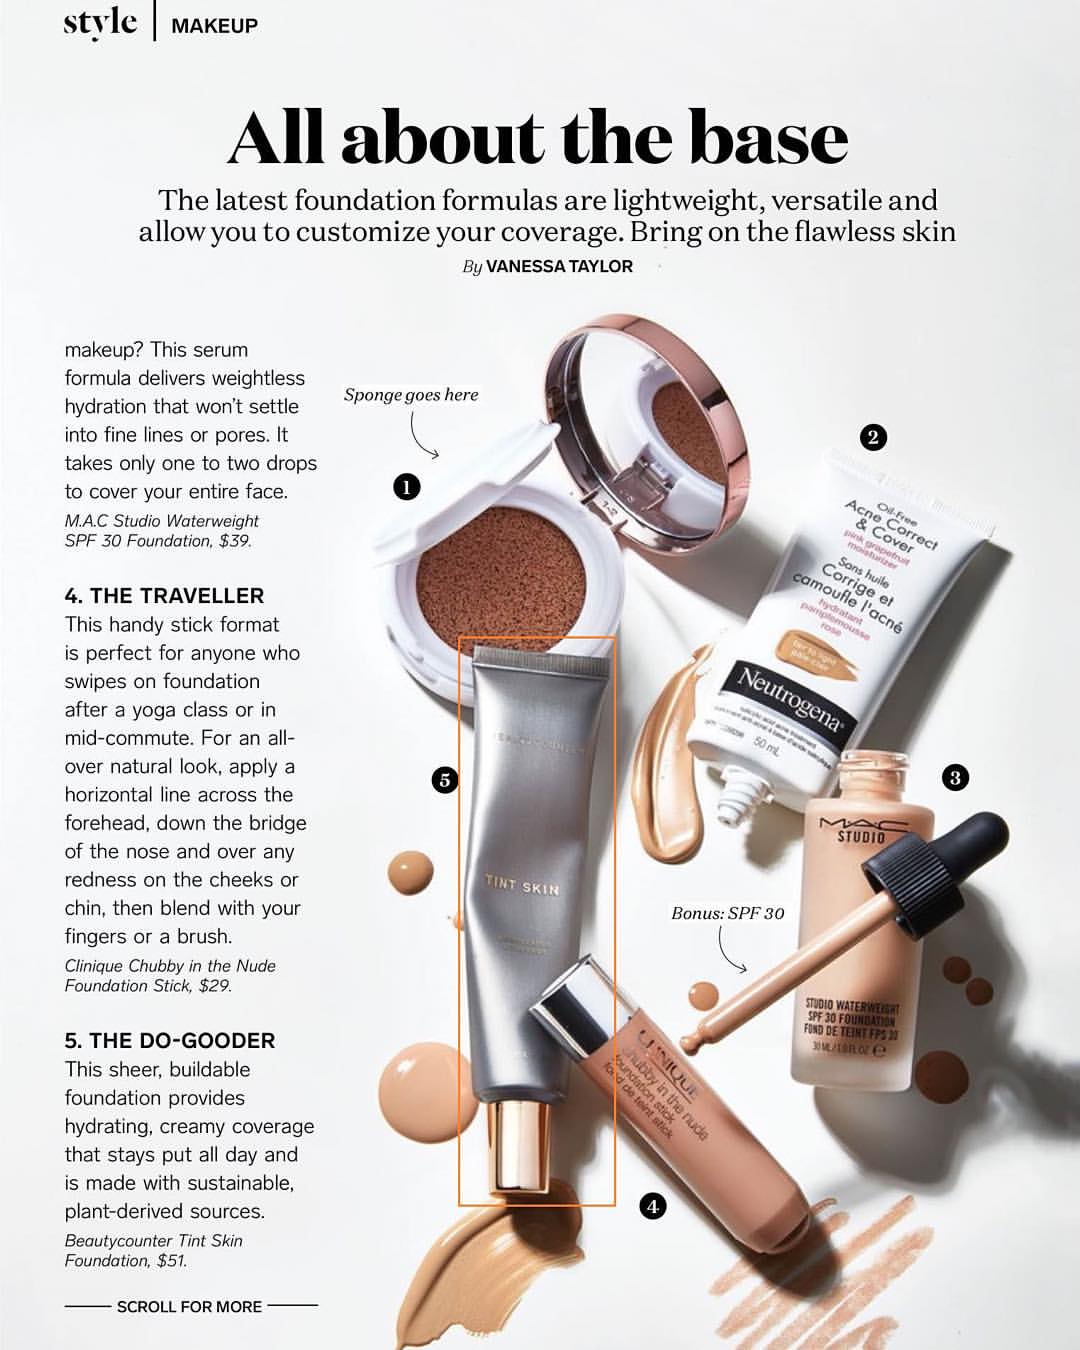 style | MAKEUP
All about the base
The latest foundation formulas are lightweight, versatile and
allow you to customize your coverage. Bring on the flawless skin
By VANESSA TAYLOR
makeup? This serum
formula delivers weightless
hydration that won't settle
into fine lines or pores. It
takes only one to two drops
to cover your entire face.
M.A.C Studio Waterweight
SPF 30 Foundation, $39.
4. THE TRAVELLER
This handy stick format
is perfect for anyone who
swipes on foundation
after a yoga class or in
mid-commute. For an all-
over natural look, apply a
horizontal line across the
forehead, down the bridge
of the nose and over any
redness on the cheeks or
chin, then blend with your
fingers or a brush.
Clinique Chubby in the Nude
Foundation Stick, $29.
5. THE DO-GOODER
This sheer, buildable
foundation provides
hydrating, creamy coverage
that stays put all day and
is made with sustainable,
plant-derived sources.
Beautycounter Tint Skin
Foundation, $51.
SCROLL FOR MORE
Sponge goes here
1
2
Oil-Free
Acne Correct
& Cover
pink grapefruit
moisturizer
Sans huile
Corrige et
camoufle l'acné
hydratant
pamplemousse
rose
fair to light
Neutrogena®
50 mL
3
M·A·C
STUDIO
STUDIO WATERWEIGHT
SPF 30 FOUNDATION
FOND DE TEINT FPS 30
30 ML / 1.0 FL OZ ℮
Bonus: SPF 30
5
TINT SKIN
CLINIQUE
chubby in the nude
foundation stick
fond de teint stick
4